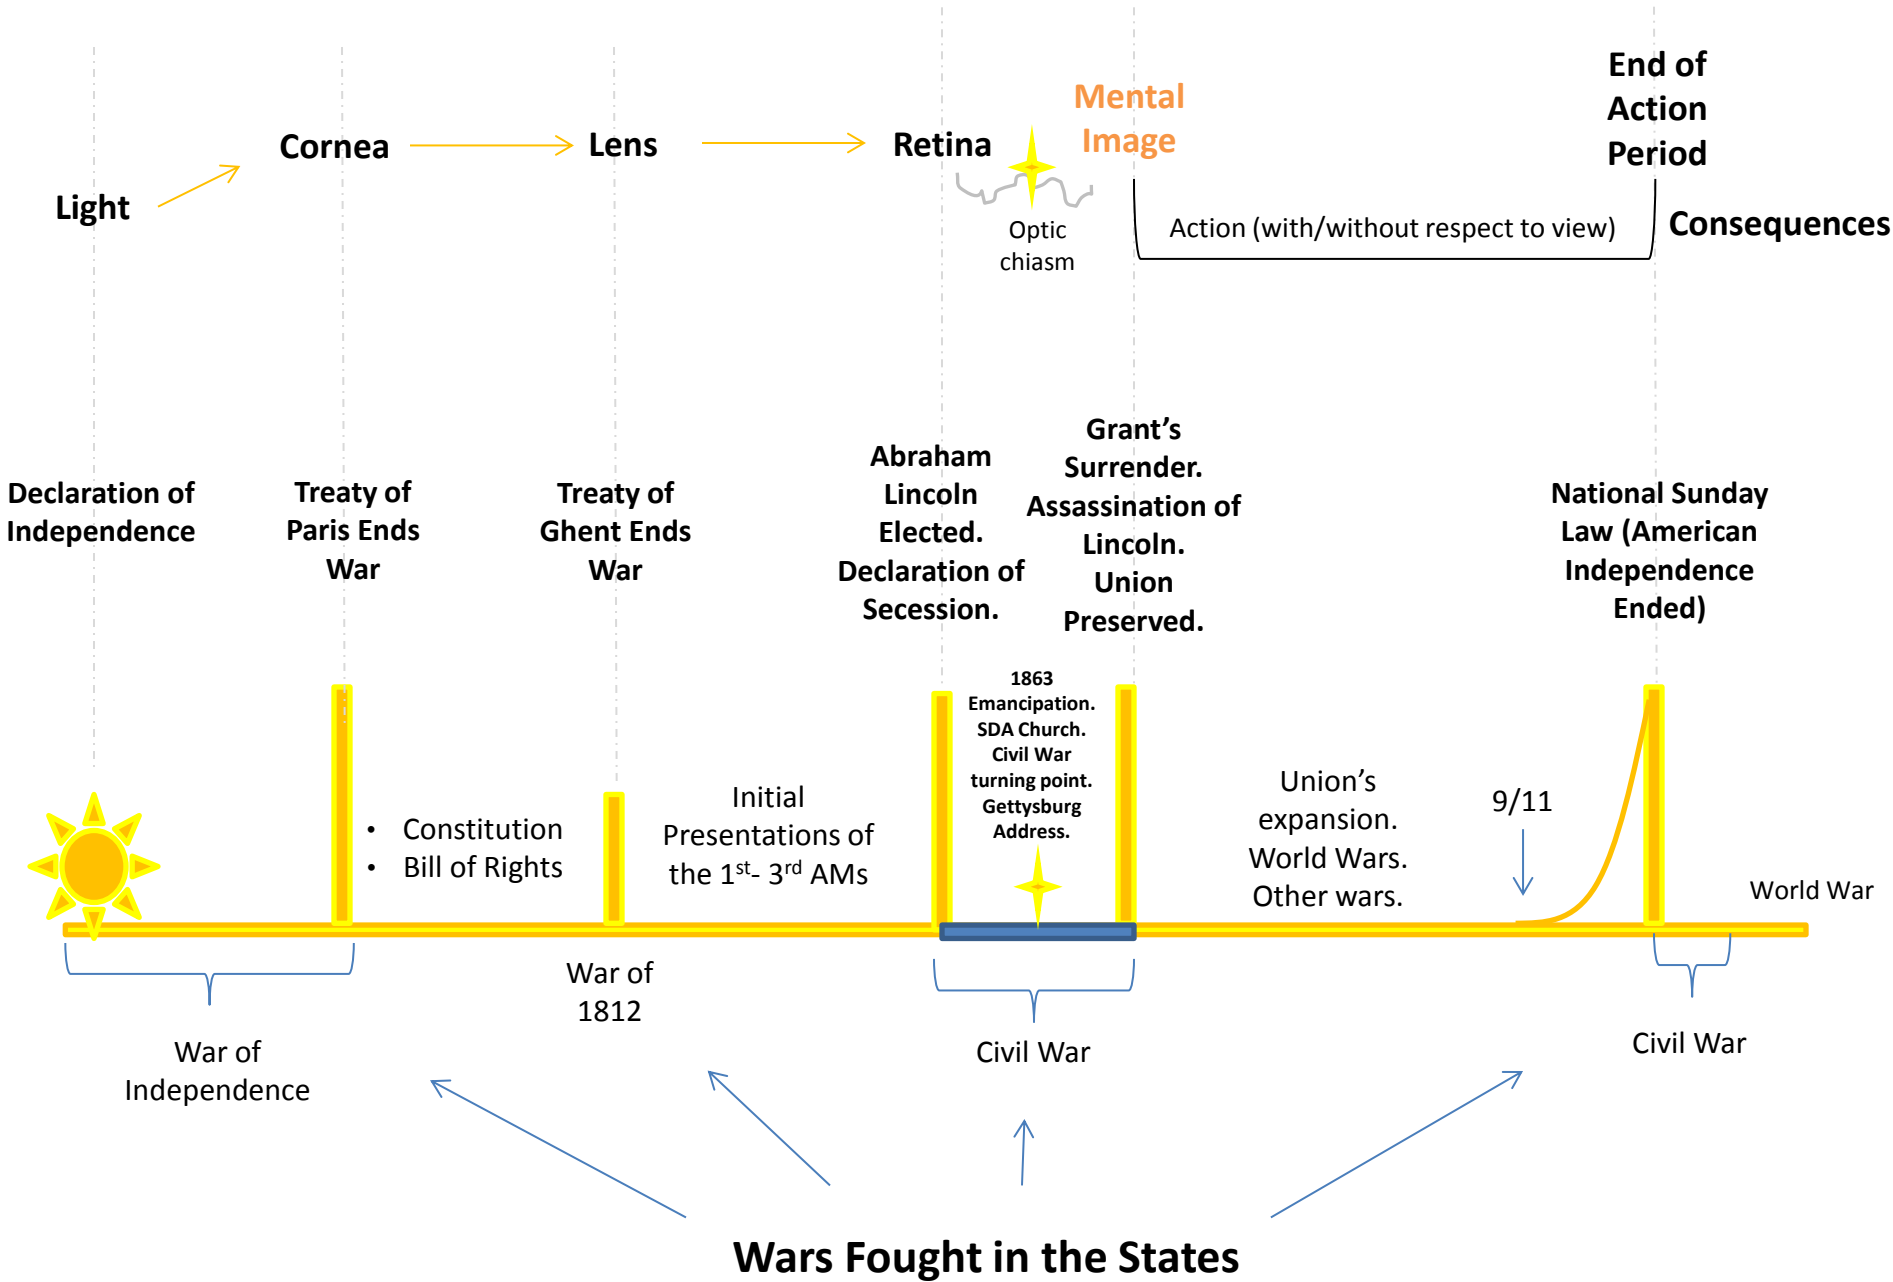 Light
Cornea
Lens
Retina
Optic
chiasm
Mental
Image
Action (with/without respect to view)
End of
Action
Period
Consequences
Declaration of
Independence
Treaty of
Paris Ends
War
Treaty of
Ghent Ends
War
Abraham
Lincoln
Elected.
Declaration of
Secession.
Grant’s
Surrender.
Assassination of
Lincoln.
Union
Preserved.
National Sunday
Law (American
Independence
Ended)
• Constitution
• Bill of Rights
Initial
Presentations of
the 1st- 3rd AMs
1863
Emancipation.
SDA Church.
Civil War
turning point.
Gettysburg
Address.
Union’s
expansion.
World Wars.
Other wars.
9/11
World War
War of
Independence
War of
1812
Civil War
Civil War
Wars Fought in the States